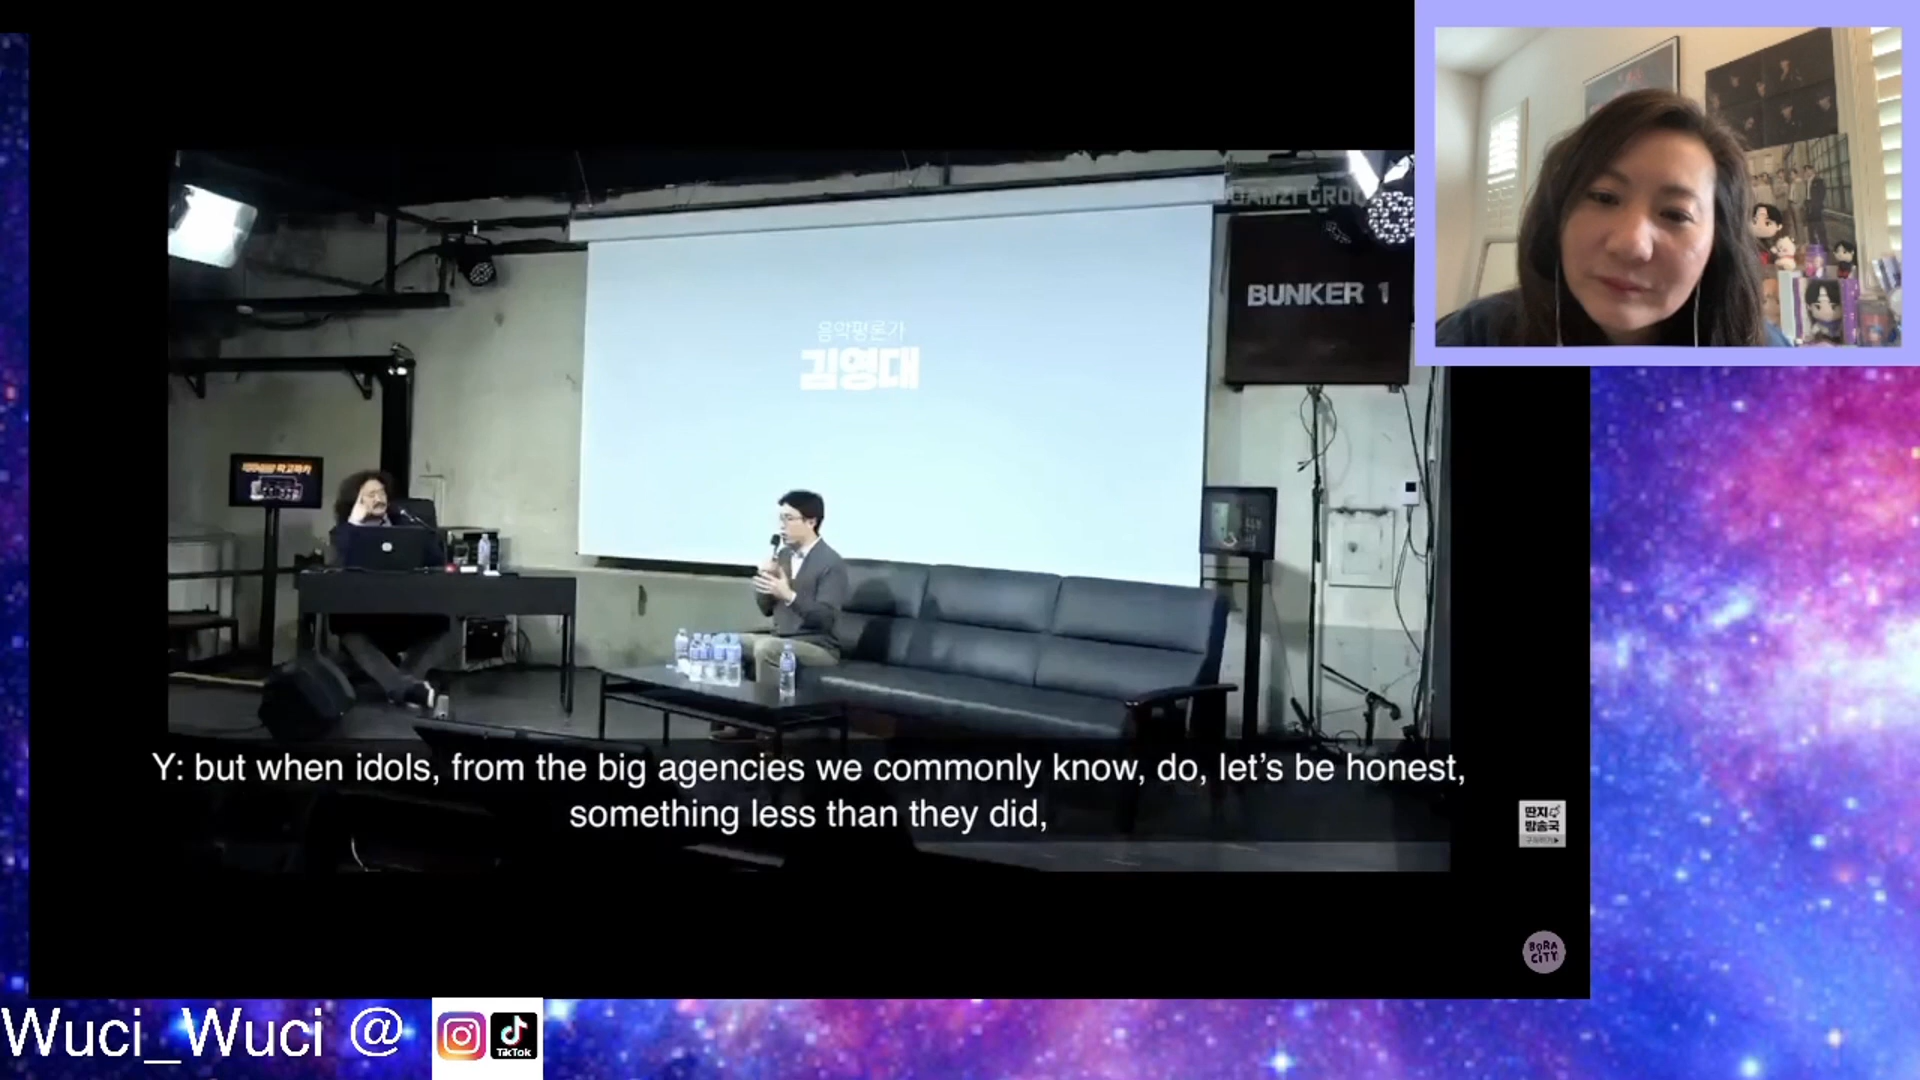 DANZI GROU
BUNKER 1
음악평론가
김영대
Y: but when idols, from the big agencies we commonly know, do, let's be honest,
something less than they did,
딴지
방송국
BORA
CITY
Wuci_Wuci @
TikTok